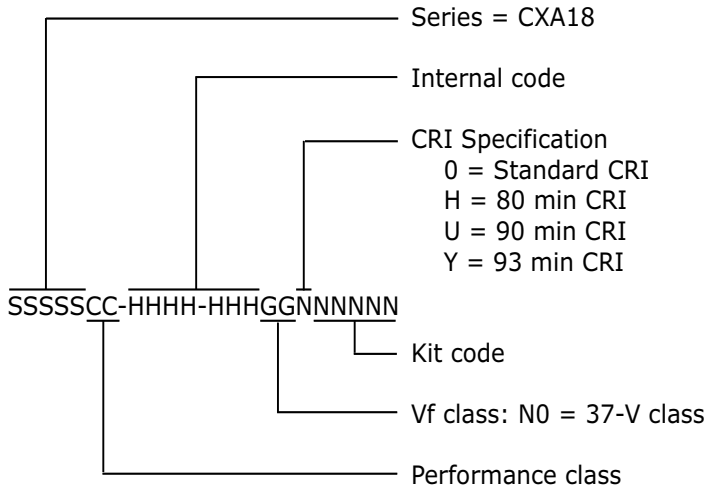 Series = CXA18
Internal code
CRI Specification
0 = Standard CRI
H = 80 min CRI
U = 90 min CRI
Y = 93 min CRI
SSSSSCC-HHHH-HHHGGNNNNNN
Kit code
Vf class: N0 = 37-V class
Performance class